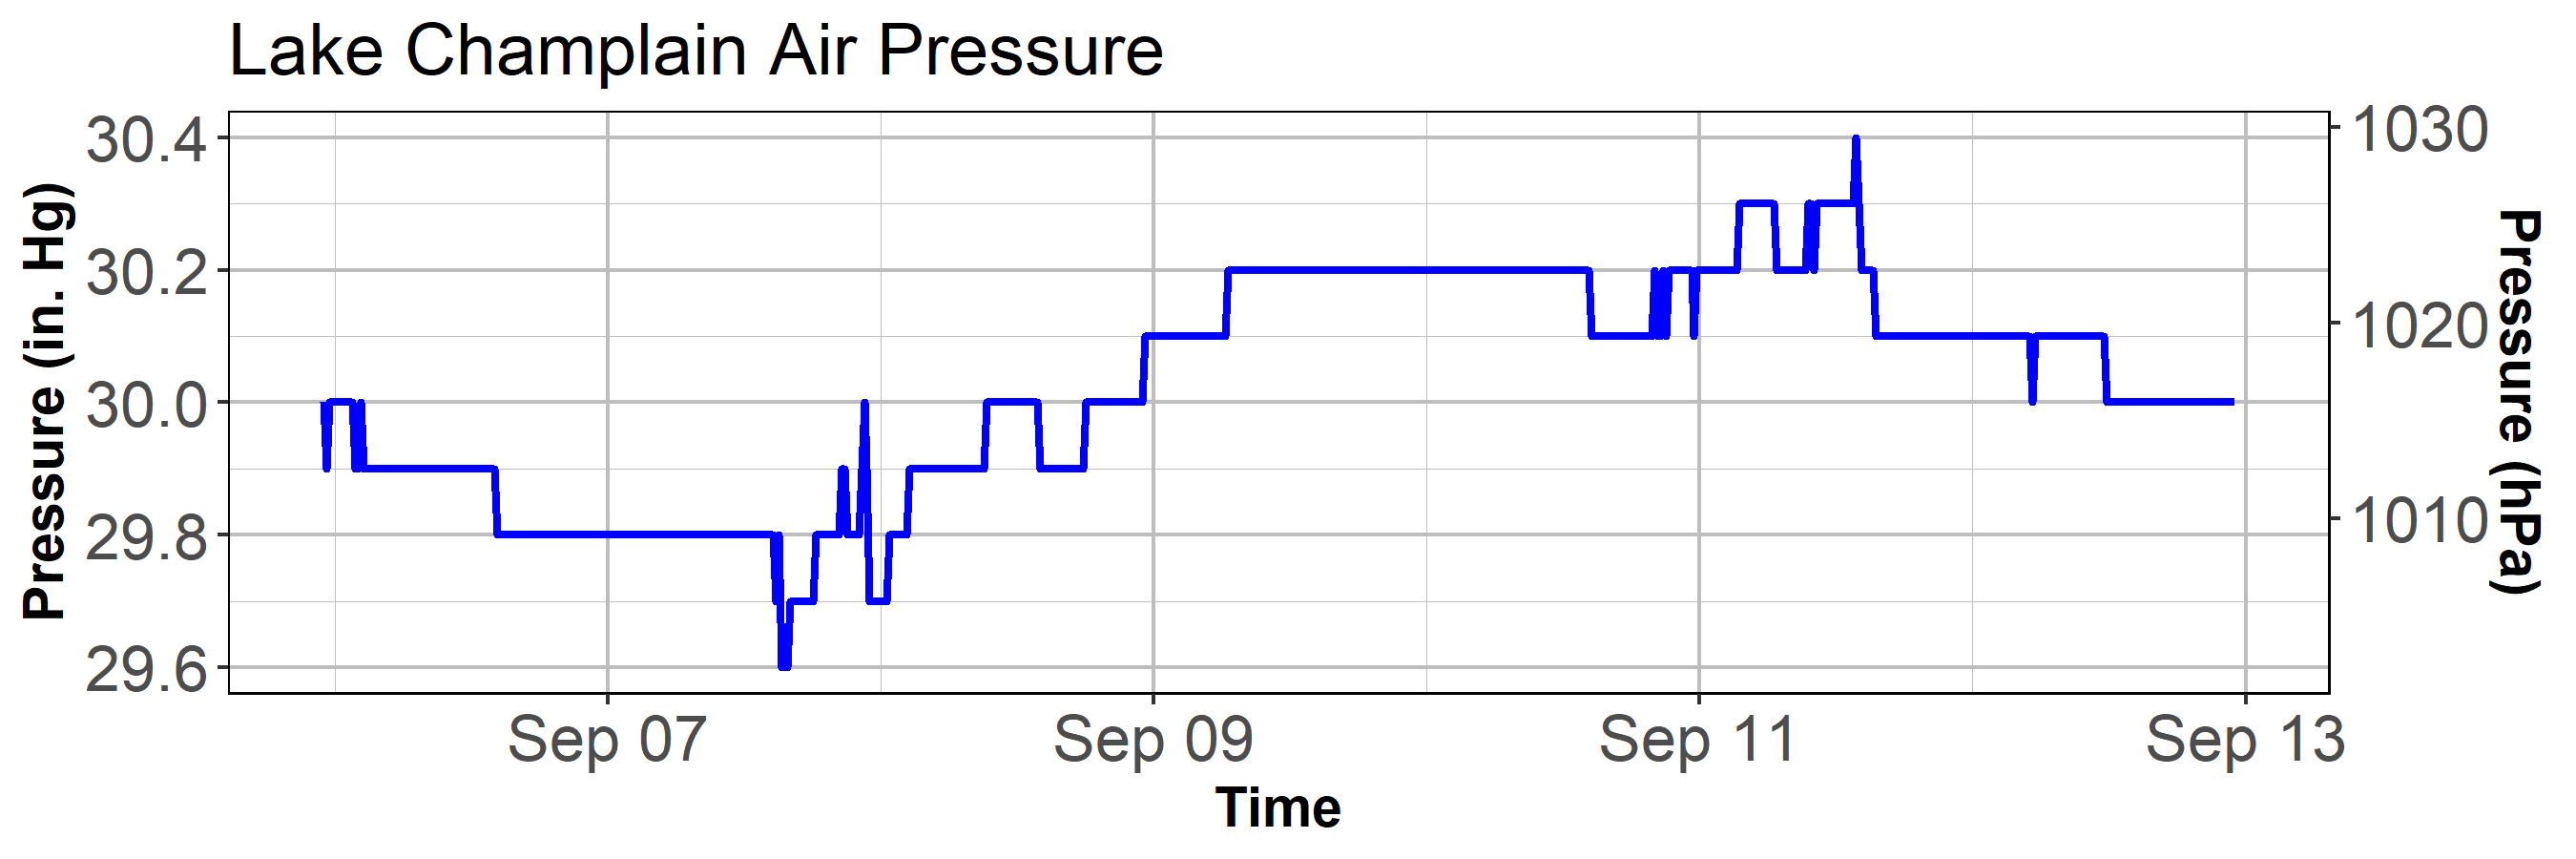 Lake Champlain Air Pressure
30.4
30.2
30.0
29.8
29.6
Pressure (in. Hg)
1030
1020
1010
Pressure (hPa)
Sep 07 Sep 09 Sep 11 Sep 13
Time